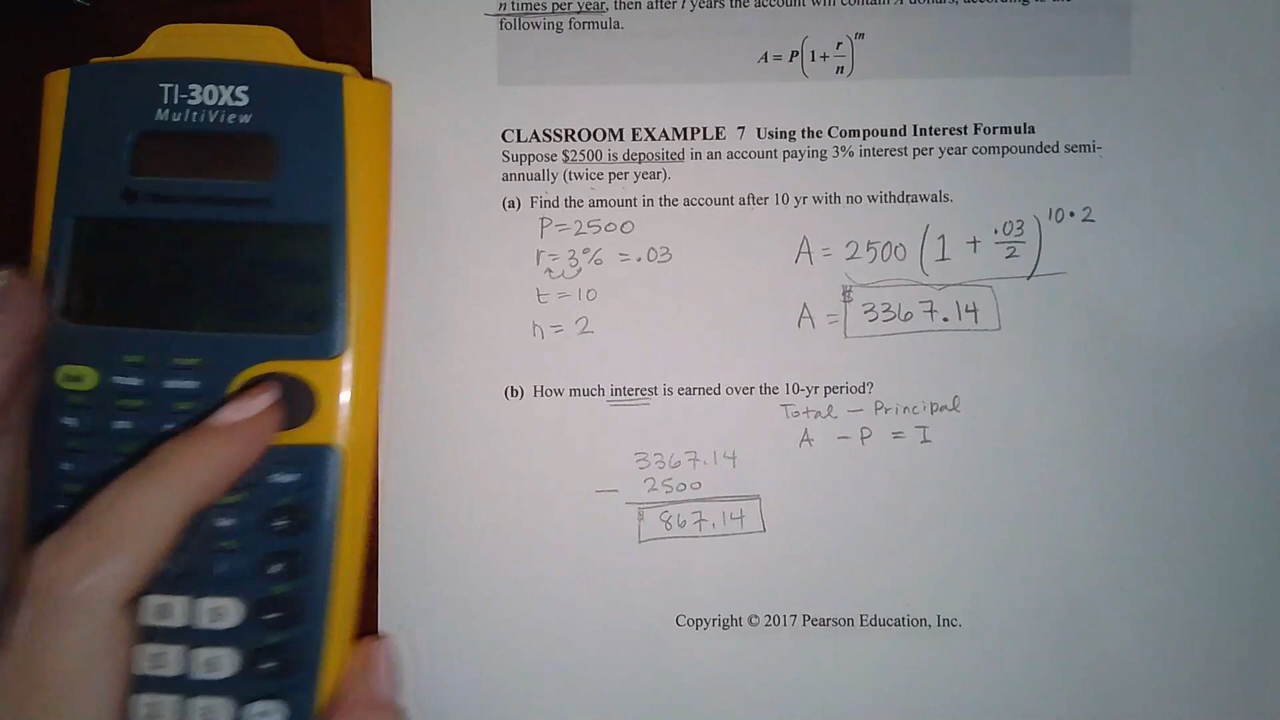 TI-30XS
MultiView
n times per year, then after t years the account will contain A dollars, according to the
following formula.
A = P(1 + r/n)^tn
CLASSROOM EXAMPLE 7 Using the Compound Interest Formula
Suppose $2500 is deposited in an account paying 3% interest per year compounded semi-
annually (twice per year).
(a) Find the amount in the account after 10 yr with no withdrawals.
P=2500
r=3% =.03
t=10
n=2
A = 2500 (1 + .03/2)^10•2
A = $3367.14
(b) How much interest is earned over the 10-yr period?
Total - Principal
A - P = I
3367.14
- 2500
$867.14
Copyright © 2017 Pearson Education, Inc.